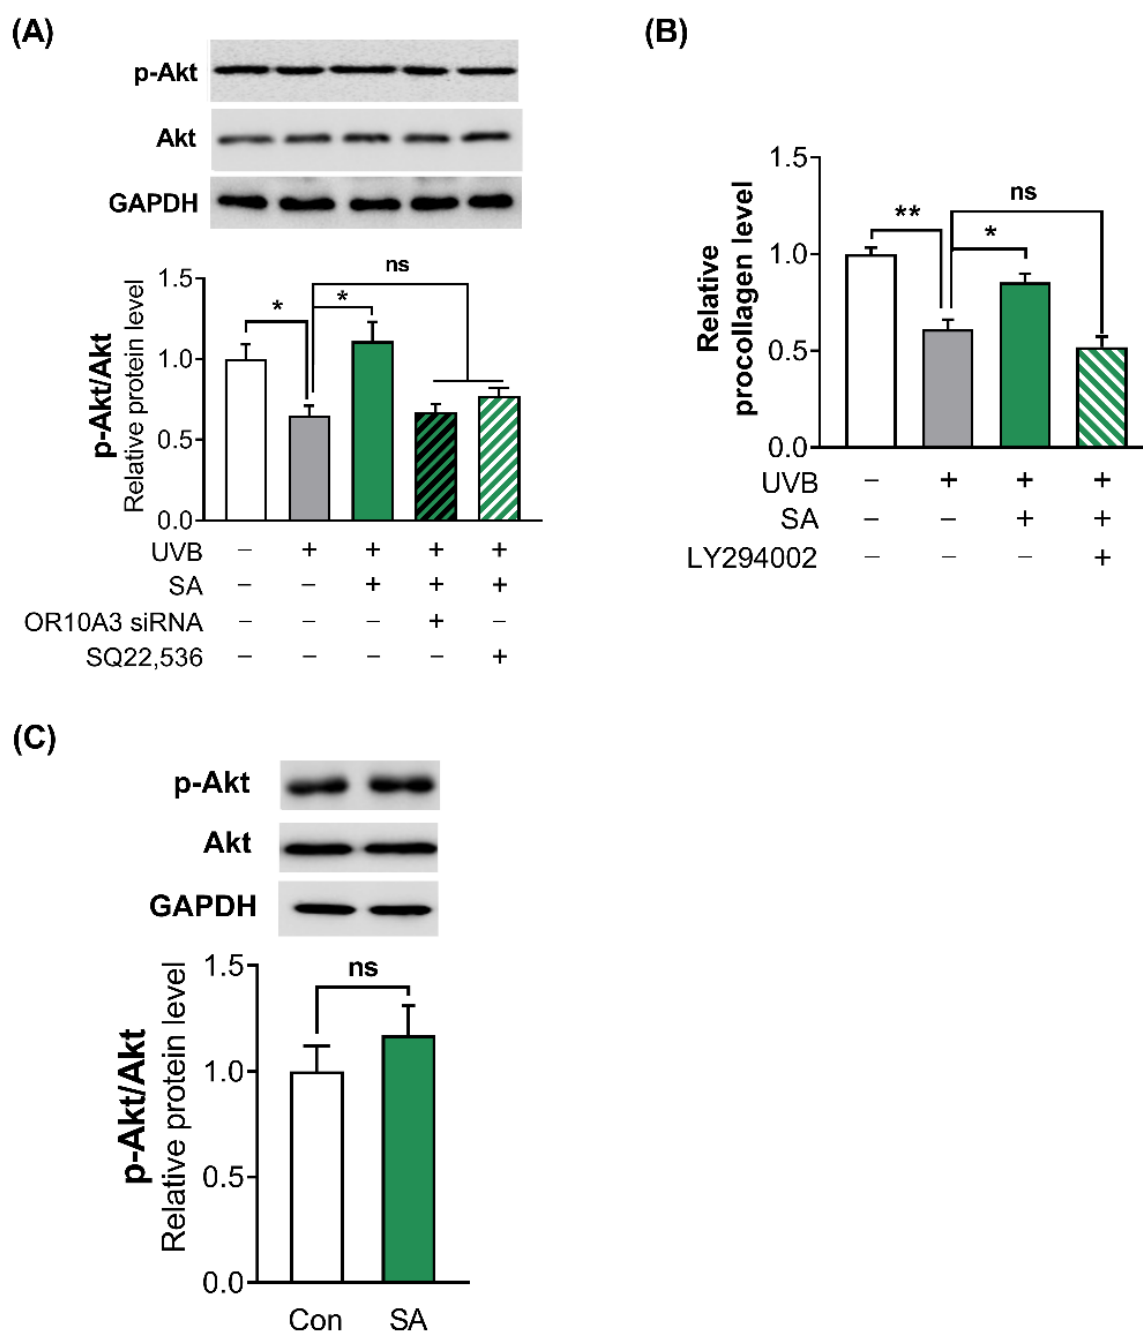 (A)
p-Akt
Akt
GAPDH
p-Akt/Akt
Relative protein level
1.5
1.0
0.5
0.0
*
*
ns
UVB – + + + +
SA – – + + +
OR10A3 siRNA – – – + –
SQ22,536 – – – – +
(B)
Relative
procollagen level
1.5
1.0
0.5
0.0
**
*
ns
UVB – + + +
SA – – + +
LY294002 – – – +
(C)
p-Akt
Akt
GAPDH
p-Akt/Akt
Relative protein level
1.5
1.0
0.5
0.0
ns
Con SA